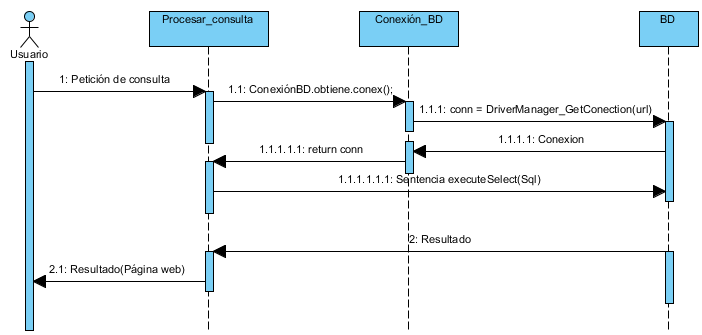 Procesar_consulta
Conexión_BD
BD
Usuario
1: Petición de consulta
1.1: ConexiónBD.obtiene.conex();
1.1.1: conn = DriverManager_GetConection(url)
1.1.1.1: Conexion
1.1.1.1.1: return conn
1.1.1.1.1.1: Sentencia executeSelect(Sql)
2: Resultado
2.1: Resultado(Página web)